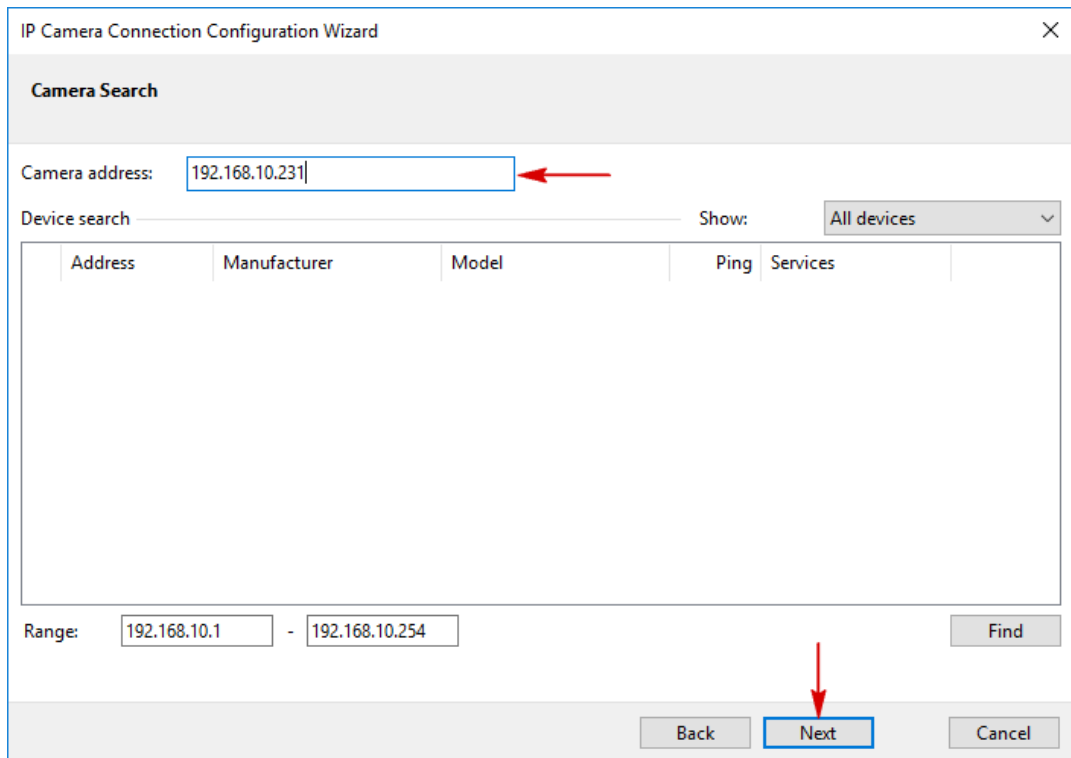 IP Camera Connection Configuration Wizard
Camera Search
Camera address: 192.168.10.231
Device search Show: All devices
Address Manufacturer Model Ping Services
Range: 192.168.10.1 - 192.168.10.254 Find
Back Next Cancel